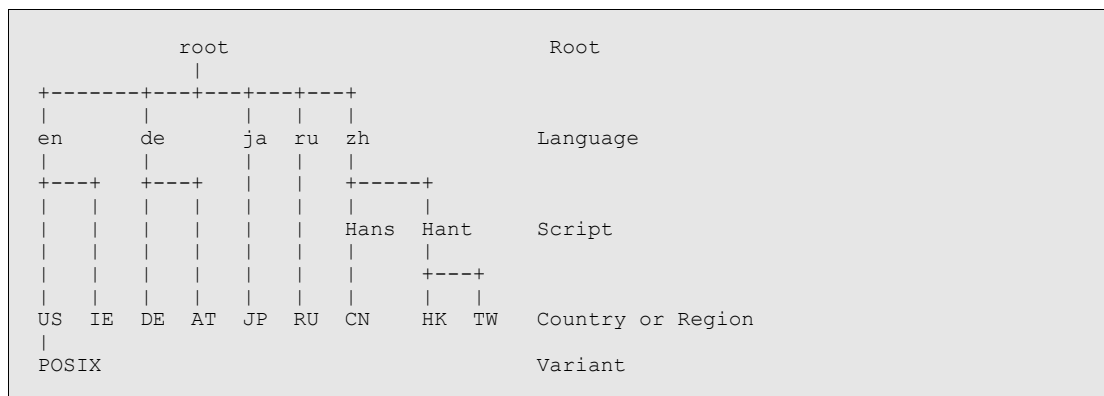 root Root
|
+-------+---+---+---+---+
| | | | |
en de ja ru zh Language
| | | | |
+---+ +---+ | | +-----+
| | | | | | | |
| | | | | | Hans Hant Script
| | | | | | | |
| | | | | | | +---+
| | | | | | | | |
US IE DE AT JP RU CN HK TW Country or Region
|
POSIX Variant